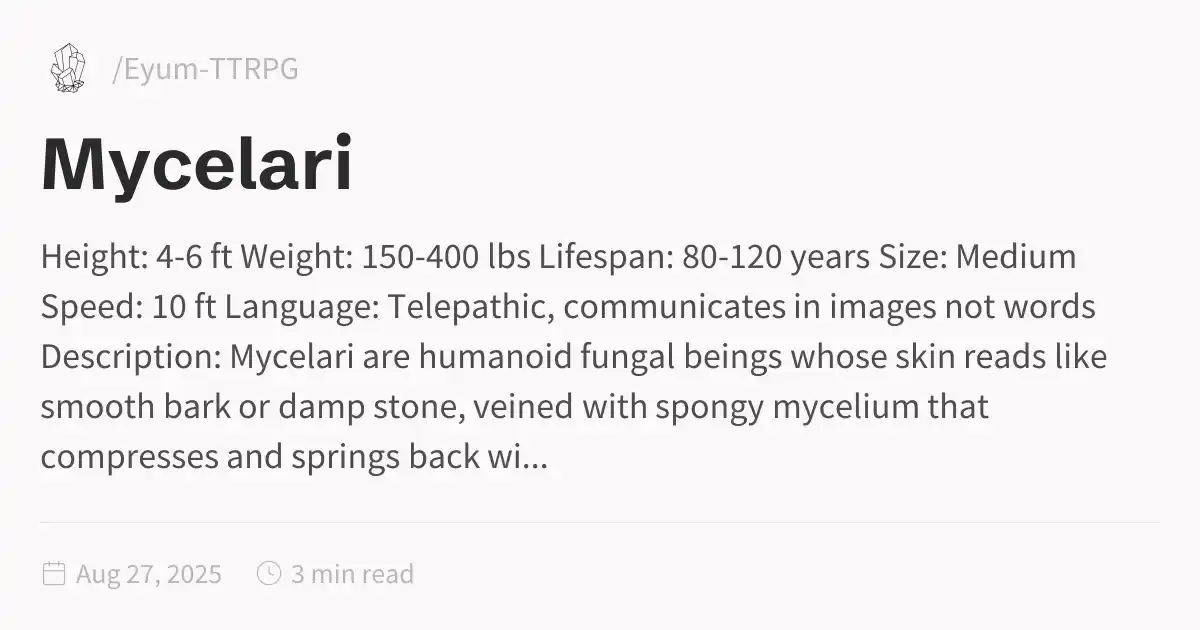 /Eyum-TTRPG
Mycelari
Height: 4-6 ft Weight: 150-400 lbs Lifespan: 80-120 years Size: Medium
Speed: 10 ft Language: Telepathic, communicates in images not words
Description: Mycelari are humanoid fungal beings whose skin reads like
smooth bark or damp stone, veined with spongy mycelium that
compresses and springs back wi...
Aug 27, 2025 3 min read